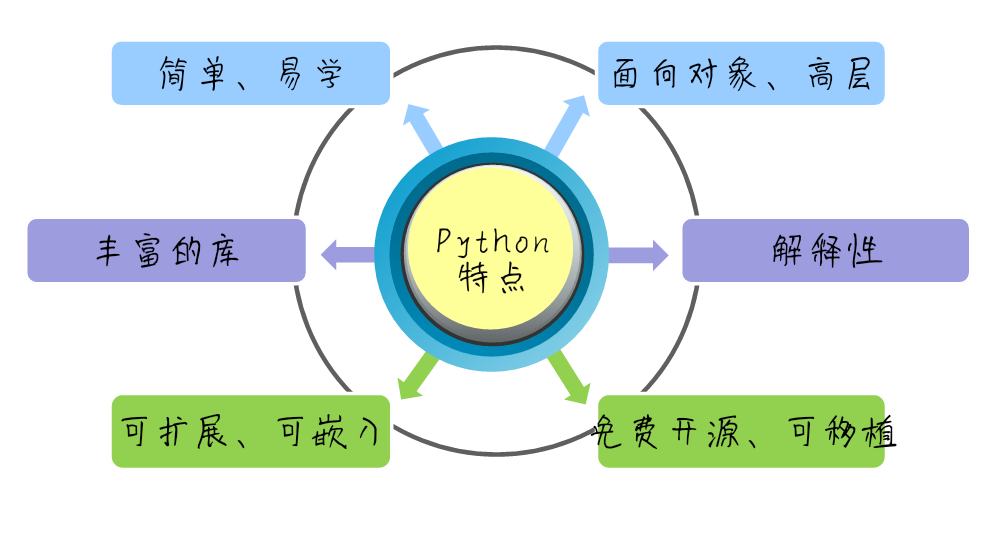 简单、易学
面向对象、高层
丰富的库
Python
特点
解释性
可扩展、可嵌入
免费开源、可移植